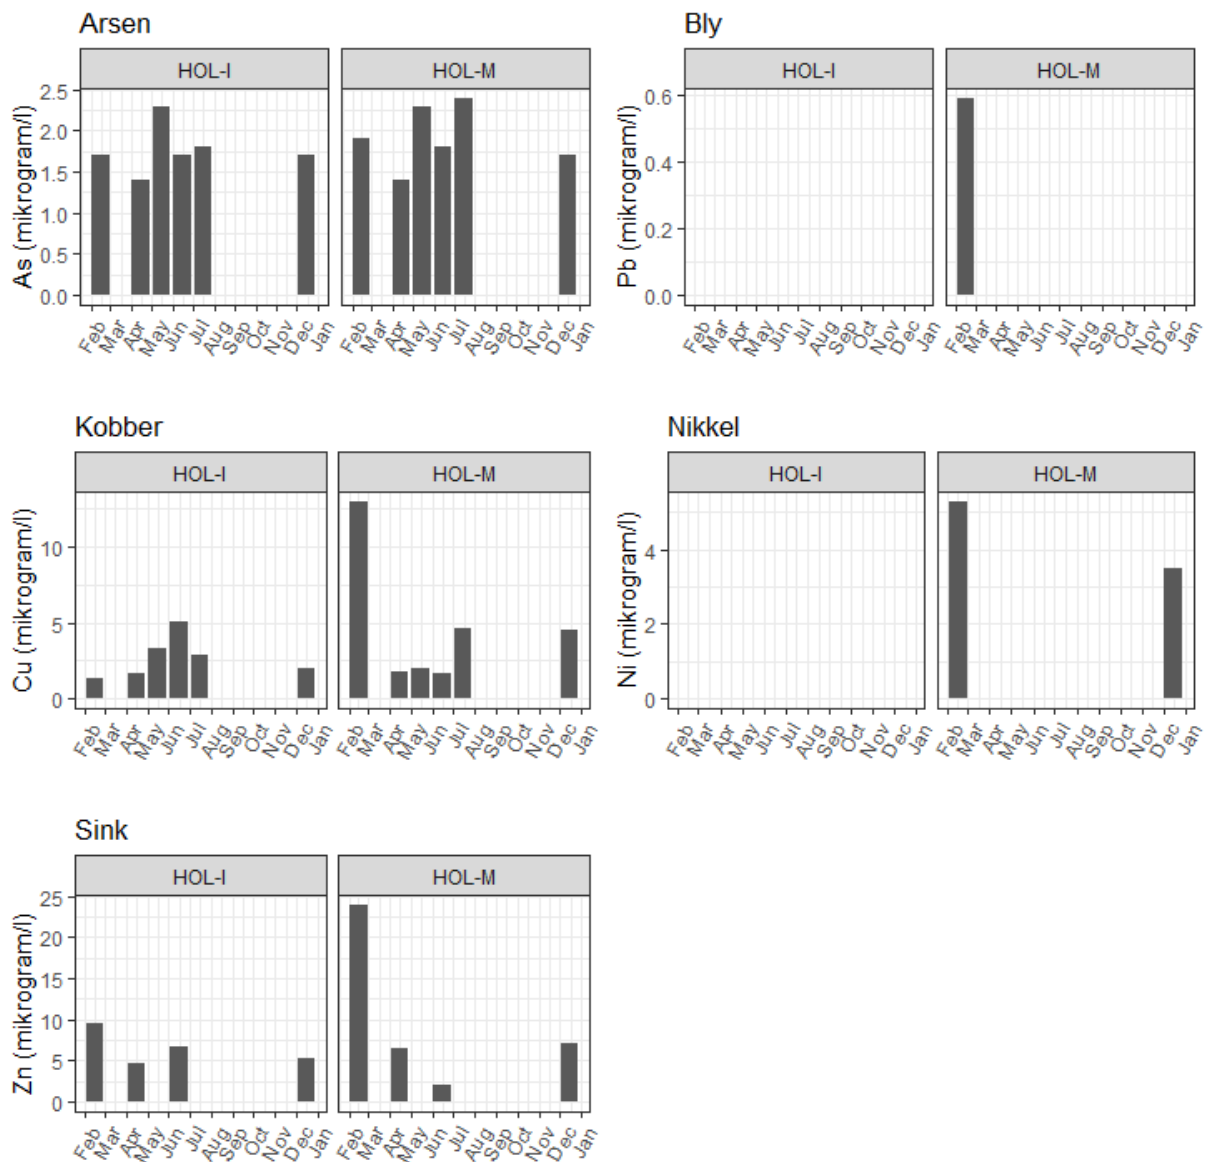 Arsen
HOL-I HOL-M
As (mikrogram/l)
2.5
2.0
1.5
1.0
0.5
0.0
Feb Mar Apr May Jun Jul Aug Sep Oct Nov Dec Jan
Feb Mar Apr May Jun Jul Aug Sep Oct Nov Dec Jan
Bly
HOL-I HOL-M
Pb (mikrogram/l)
0.6
0.4
0.2
0.0
Feb Mar Apr May Jun Jul Aug Sep Oct Nov Dec Jan
Feb Mar Apr May Jun Jul Aug Sep Oct Nov Dec Jan
Kobber
HOL-I HOL-M
Cu (mikrogram/l)
10
5
0
Feb Mar Apr May Jun Jul Aug Sep Oct Nov Dec Jan
Feb Mar Apr May Jun Jul Aug Sep Oct Nov Dec Jan
Nikkel
HOL-I HOL-M
Ni (mikrogram/l)
4
2
0
Feb Mar Apr May Jun Jul Aug Sep Oct Nov Dec Jan
Feb Mar Apr May Jun Jul Aug Sep Oct Nov Dec Jan
Sink
HOL-I HOL-M
Zn (mikrogram/l)
25
20
15
10
5
0
Feb Mar Apr May Jun Jul Aug Sep Oct Nov Dec Jan
Feb Mar Apr May Jun Jul Aug Sep Oct Nov Dec Jan